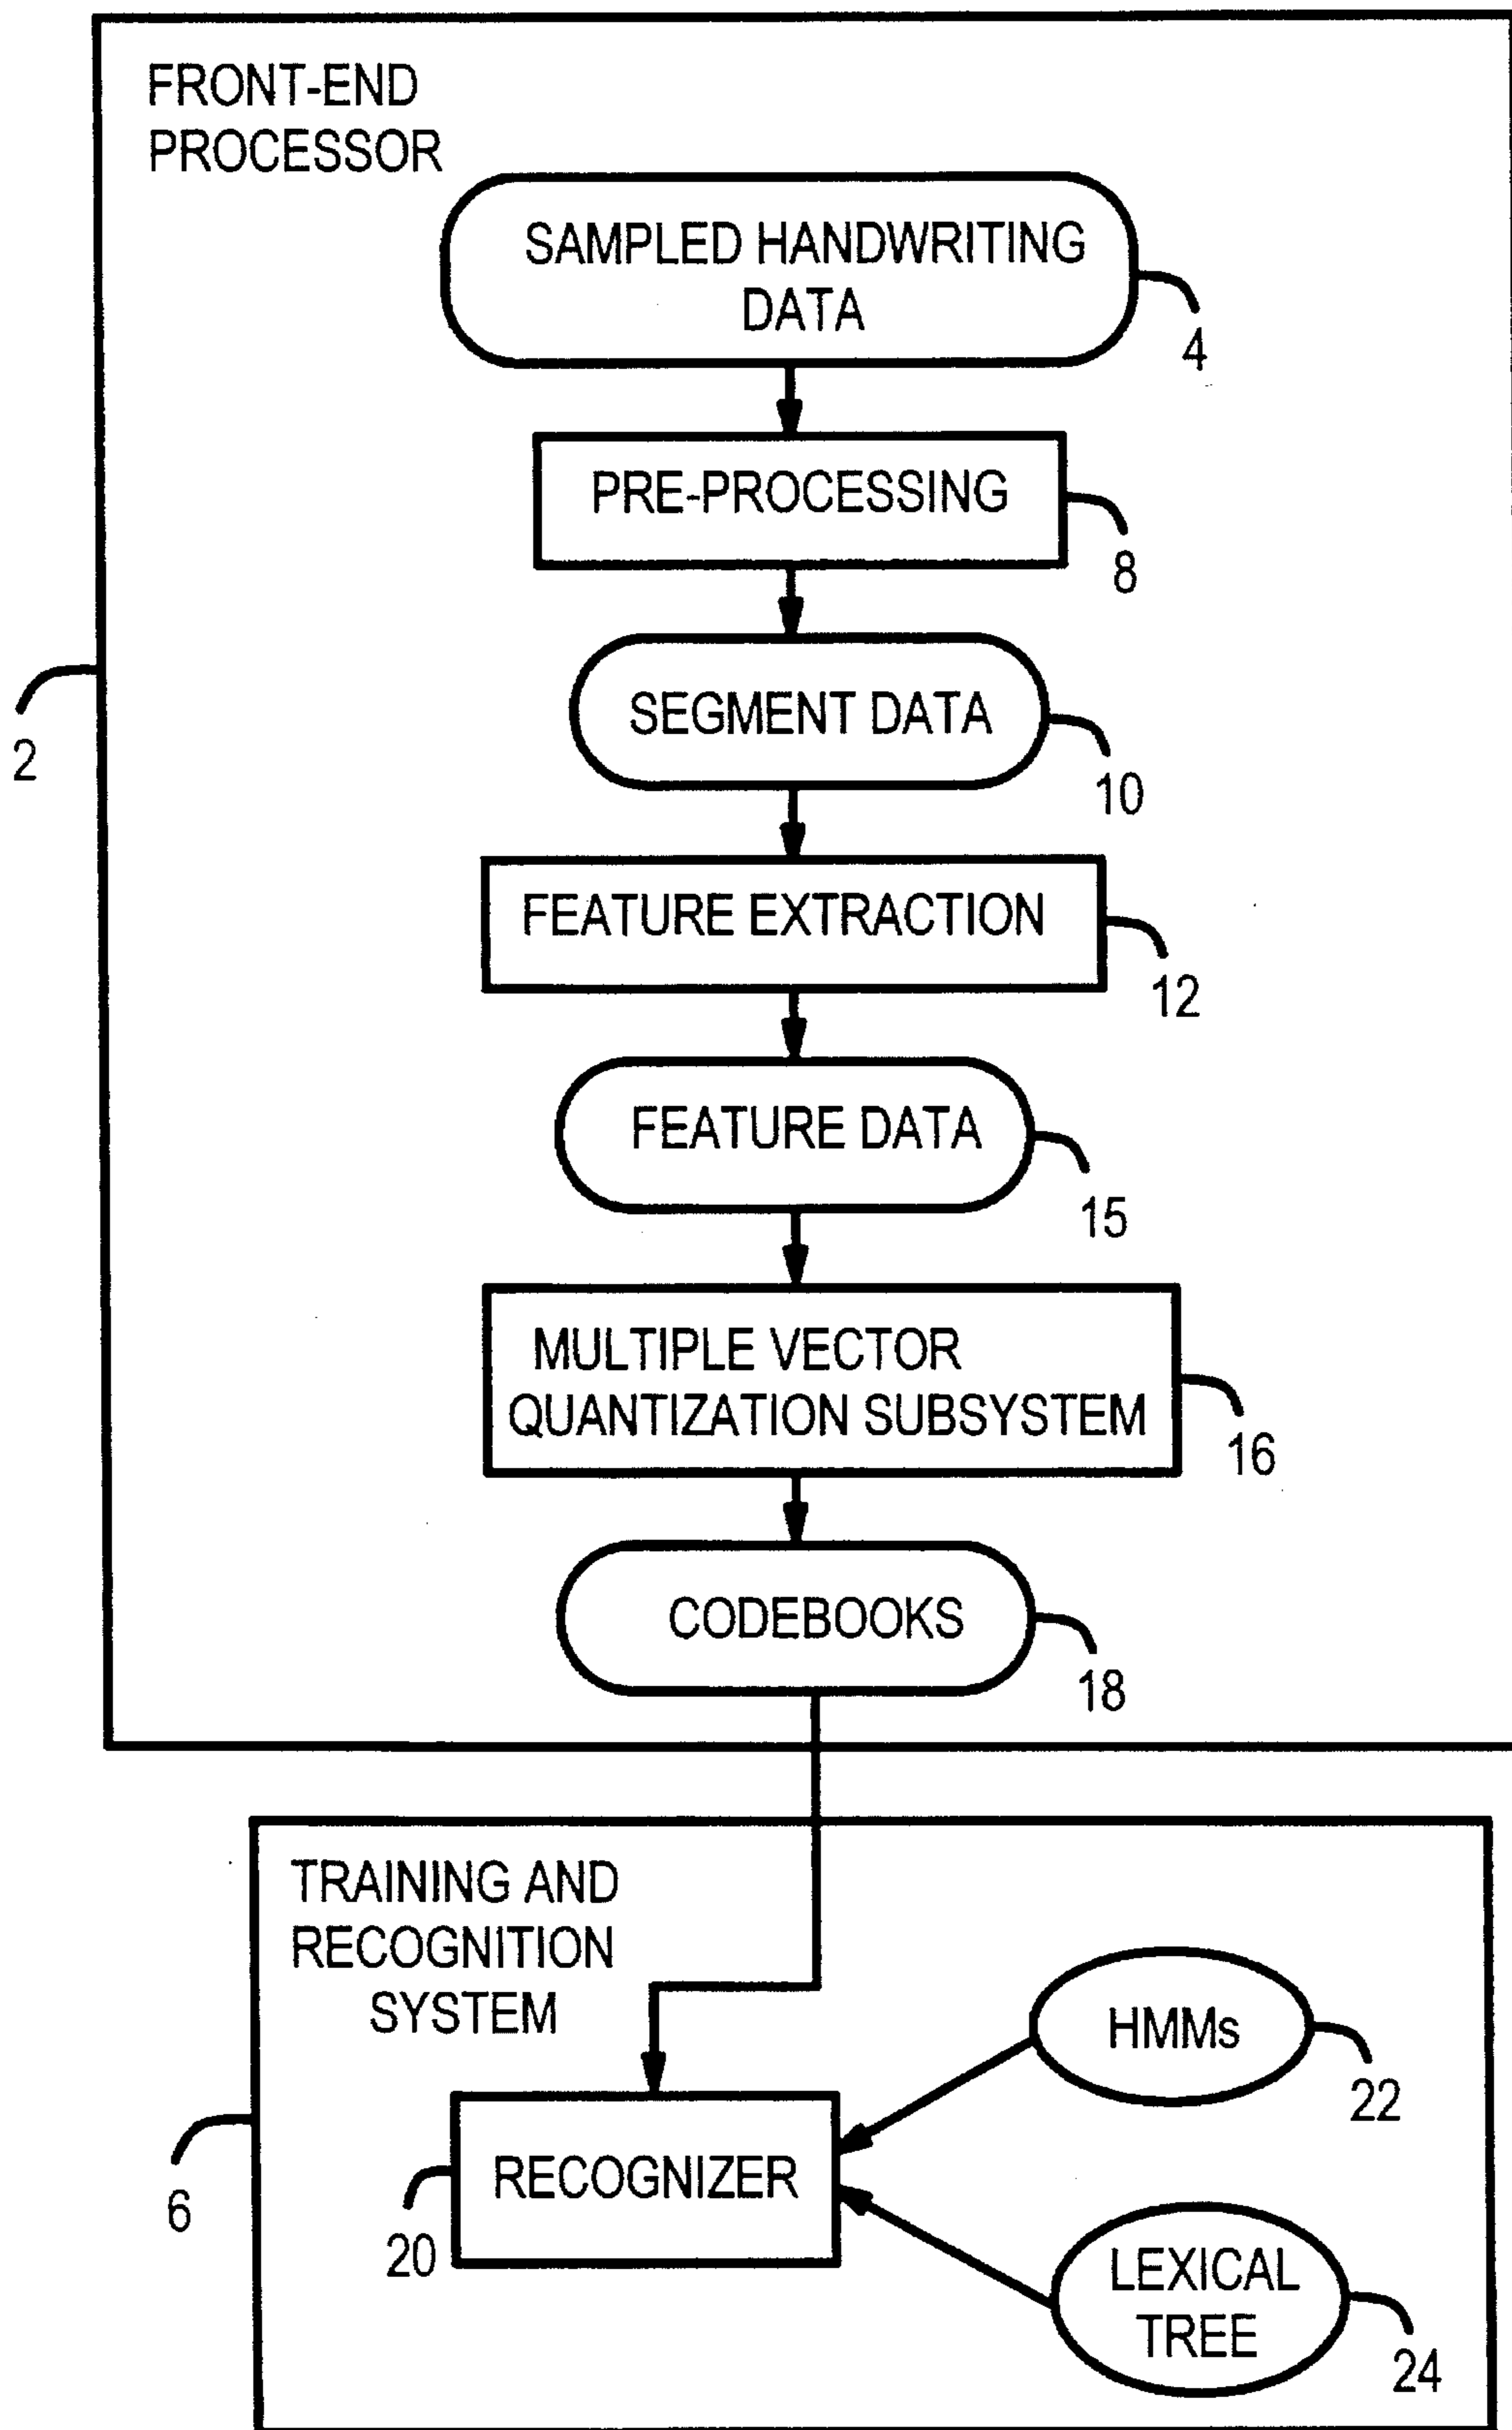 FRONT-END
PROCESSOR
SAMPLED HANDWRITING
DATA
4
PRE-PROCESSING
8
SEGMENT DATA
2
10
FEATURE EXTRACTION
12
FEATURE DATA
15
MULTIPLE VECTOR
QUANTIZATION SUBSYSTEM
16
CODEBOOKS
18
TRAINING AND
RECOGNITION
SYSTEM
HMMs
22
RECOGNIZER
6
20
LEXICAL
TREE
24